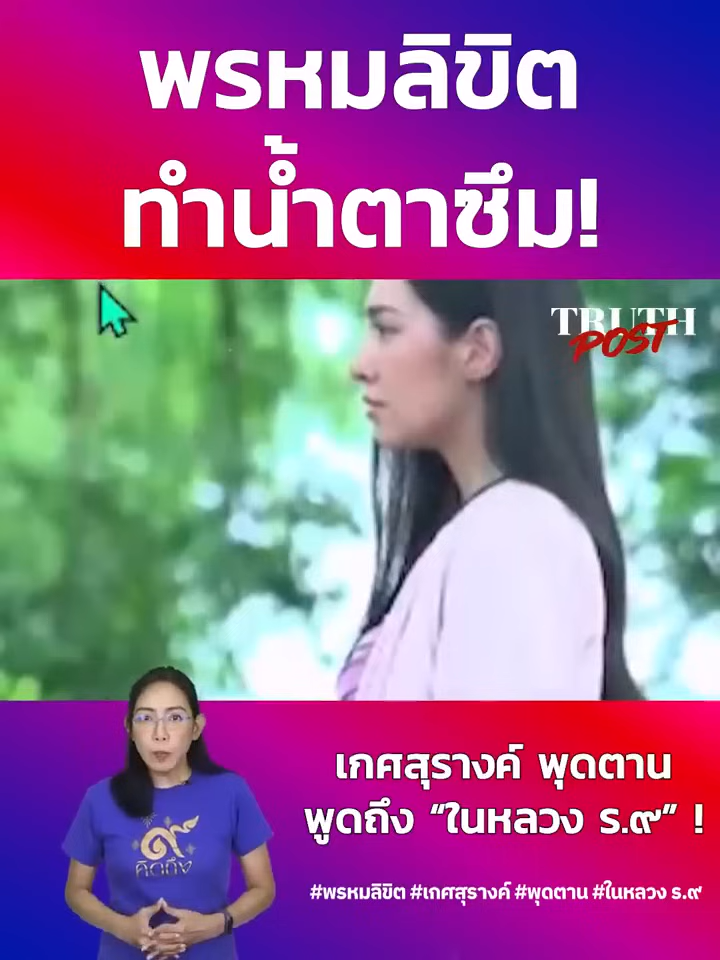 พรหมลิขิต
ทำน้ำตาซึม!
TRUTH
POST
เกศสุรางค์ พุดตาน
พูดถึง “ในหลวง ร.๙” !
๙
คิดถึง
#พรหมลิขิต #เกศสุรางค์ #พุดตาน #ในหลวง ร.๙